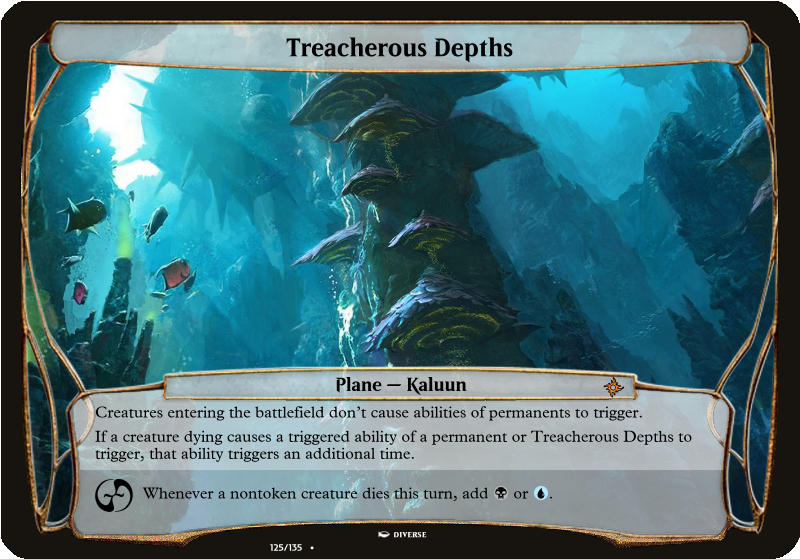 Treacherous Depths
Plane — Kaluun
Creatures entering the battlefield don't cause abilities of permanents to trigger.
If a creature dying causes a triggered ability of a permanent or Treacherous Depths to
trigger, that ability triggers an additional time.
Whenever a nontoken creature dies this turn, add or .
DIVERSE
125/135 •